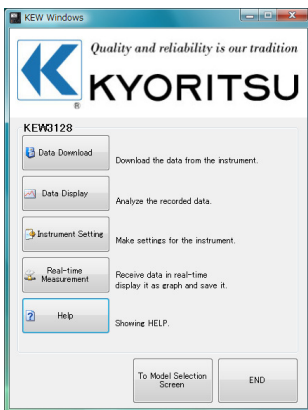 KEW Windows
Quality and reliability is our tradition
KYORITSU
®
KEW3128
Data Download
Download the data from the instrument.
Data Display
Analyze the recorded data.
Instrument Setting
Make settings for the instrument.
Real-time
Measurement
Receive data in real-time
display it as graph and save it.
Help
Showing HELP.
To Model Selection
Screen
END